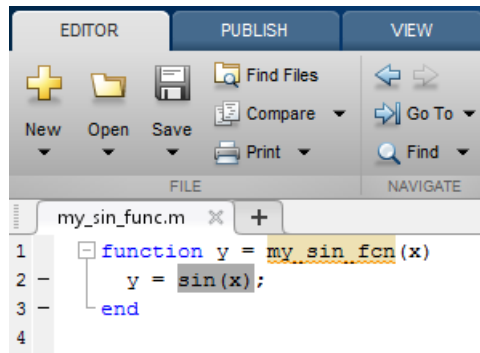 EDITOR PUBLISH VIEW
New
Open
Save
Find Files
Compare
Print
FILE
Go To
Find
NAVIGATE
my_sin_func.m
1 function y = my_sin_fcn(x)
2 – y = sin(x);
3 – end
4